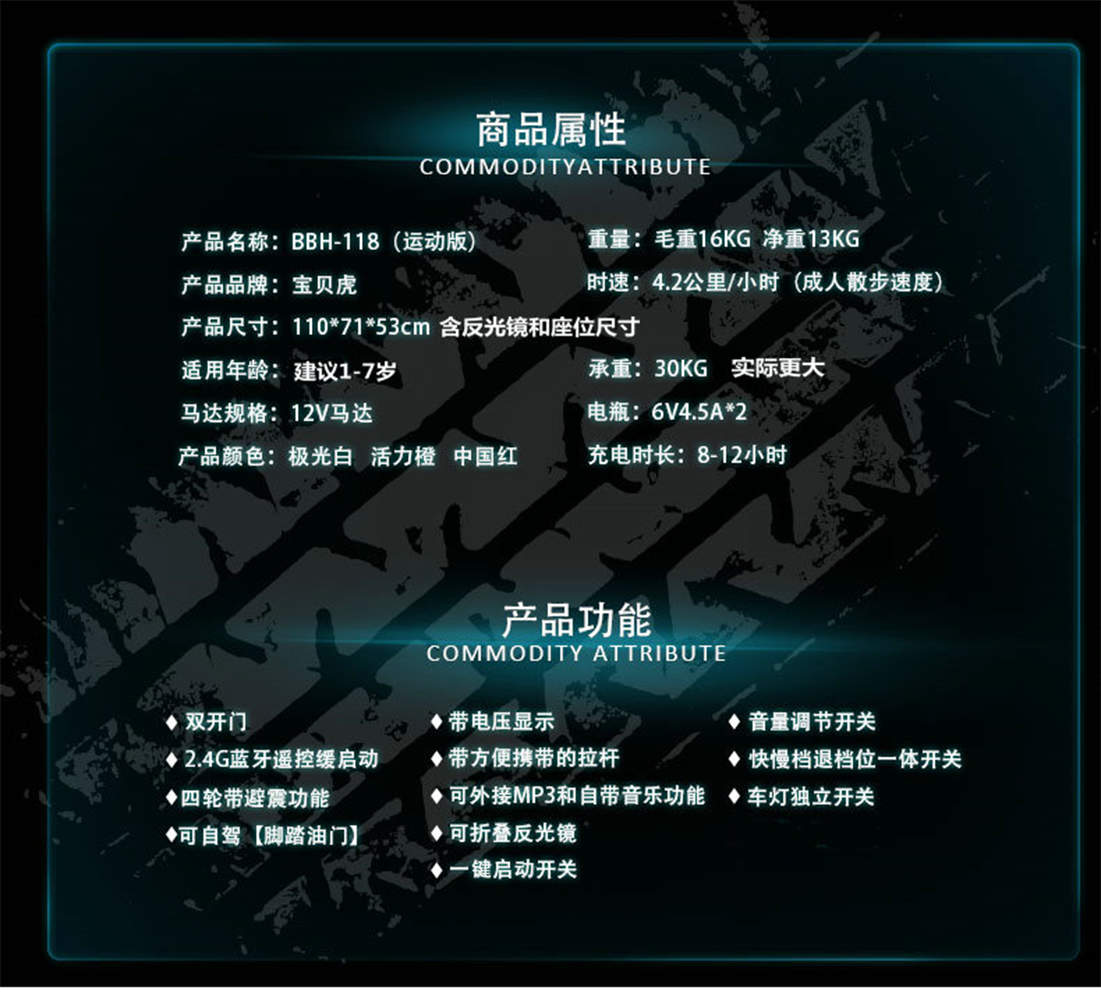 商品属性
COMMODITYATTRIBUTE
产品名称：BBH-118（运动版）
重量：毛重16KG 净重13KG
产品品牌：宝贝虎
时速：4.2公里/小时（成人散步速度）
产品尺寸：110*71*53cm 含反光镜和座位尺寸
适用年龄：建议1-7岁
承重：30KG 实际更大
马达规格：12V马达
电瓶：6V4.5A*2
产品颜色：极光白 活力橙 中国红
充电时长：8-12小时
产品功能
COMMODITY ATTRIBUTE
♦ 双开门
♦ 带电压显示
♦ 音量调节开关
♦ 2.4G蓝牙遥控缓启动
♦ 带方便携带的拉杆
♦ 快慢档退档位一体开关
♦四轮带避震功能
♦ 可外接MP3和自带音乐功能
♦ 车灯独立开关
♦可自驾【脚踏油门】
♦ 可折叠反光镜
♦ 一键启动开关